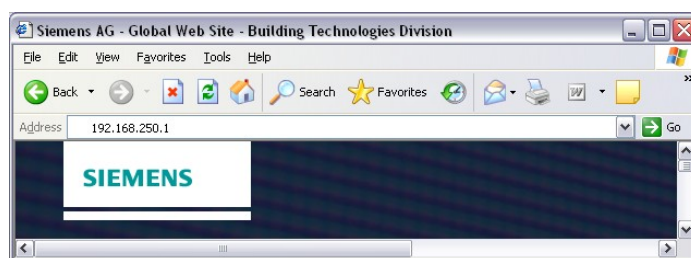 Siemens AG - Global Web Site - Building Technologies Division
File Edit View Favorites Tools Help
Back Search Favorites W »
Address 192.168.250.1 Go
SIEMENS